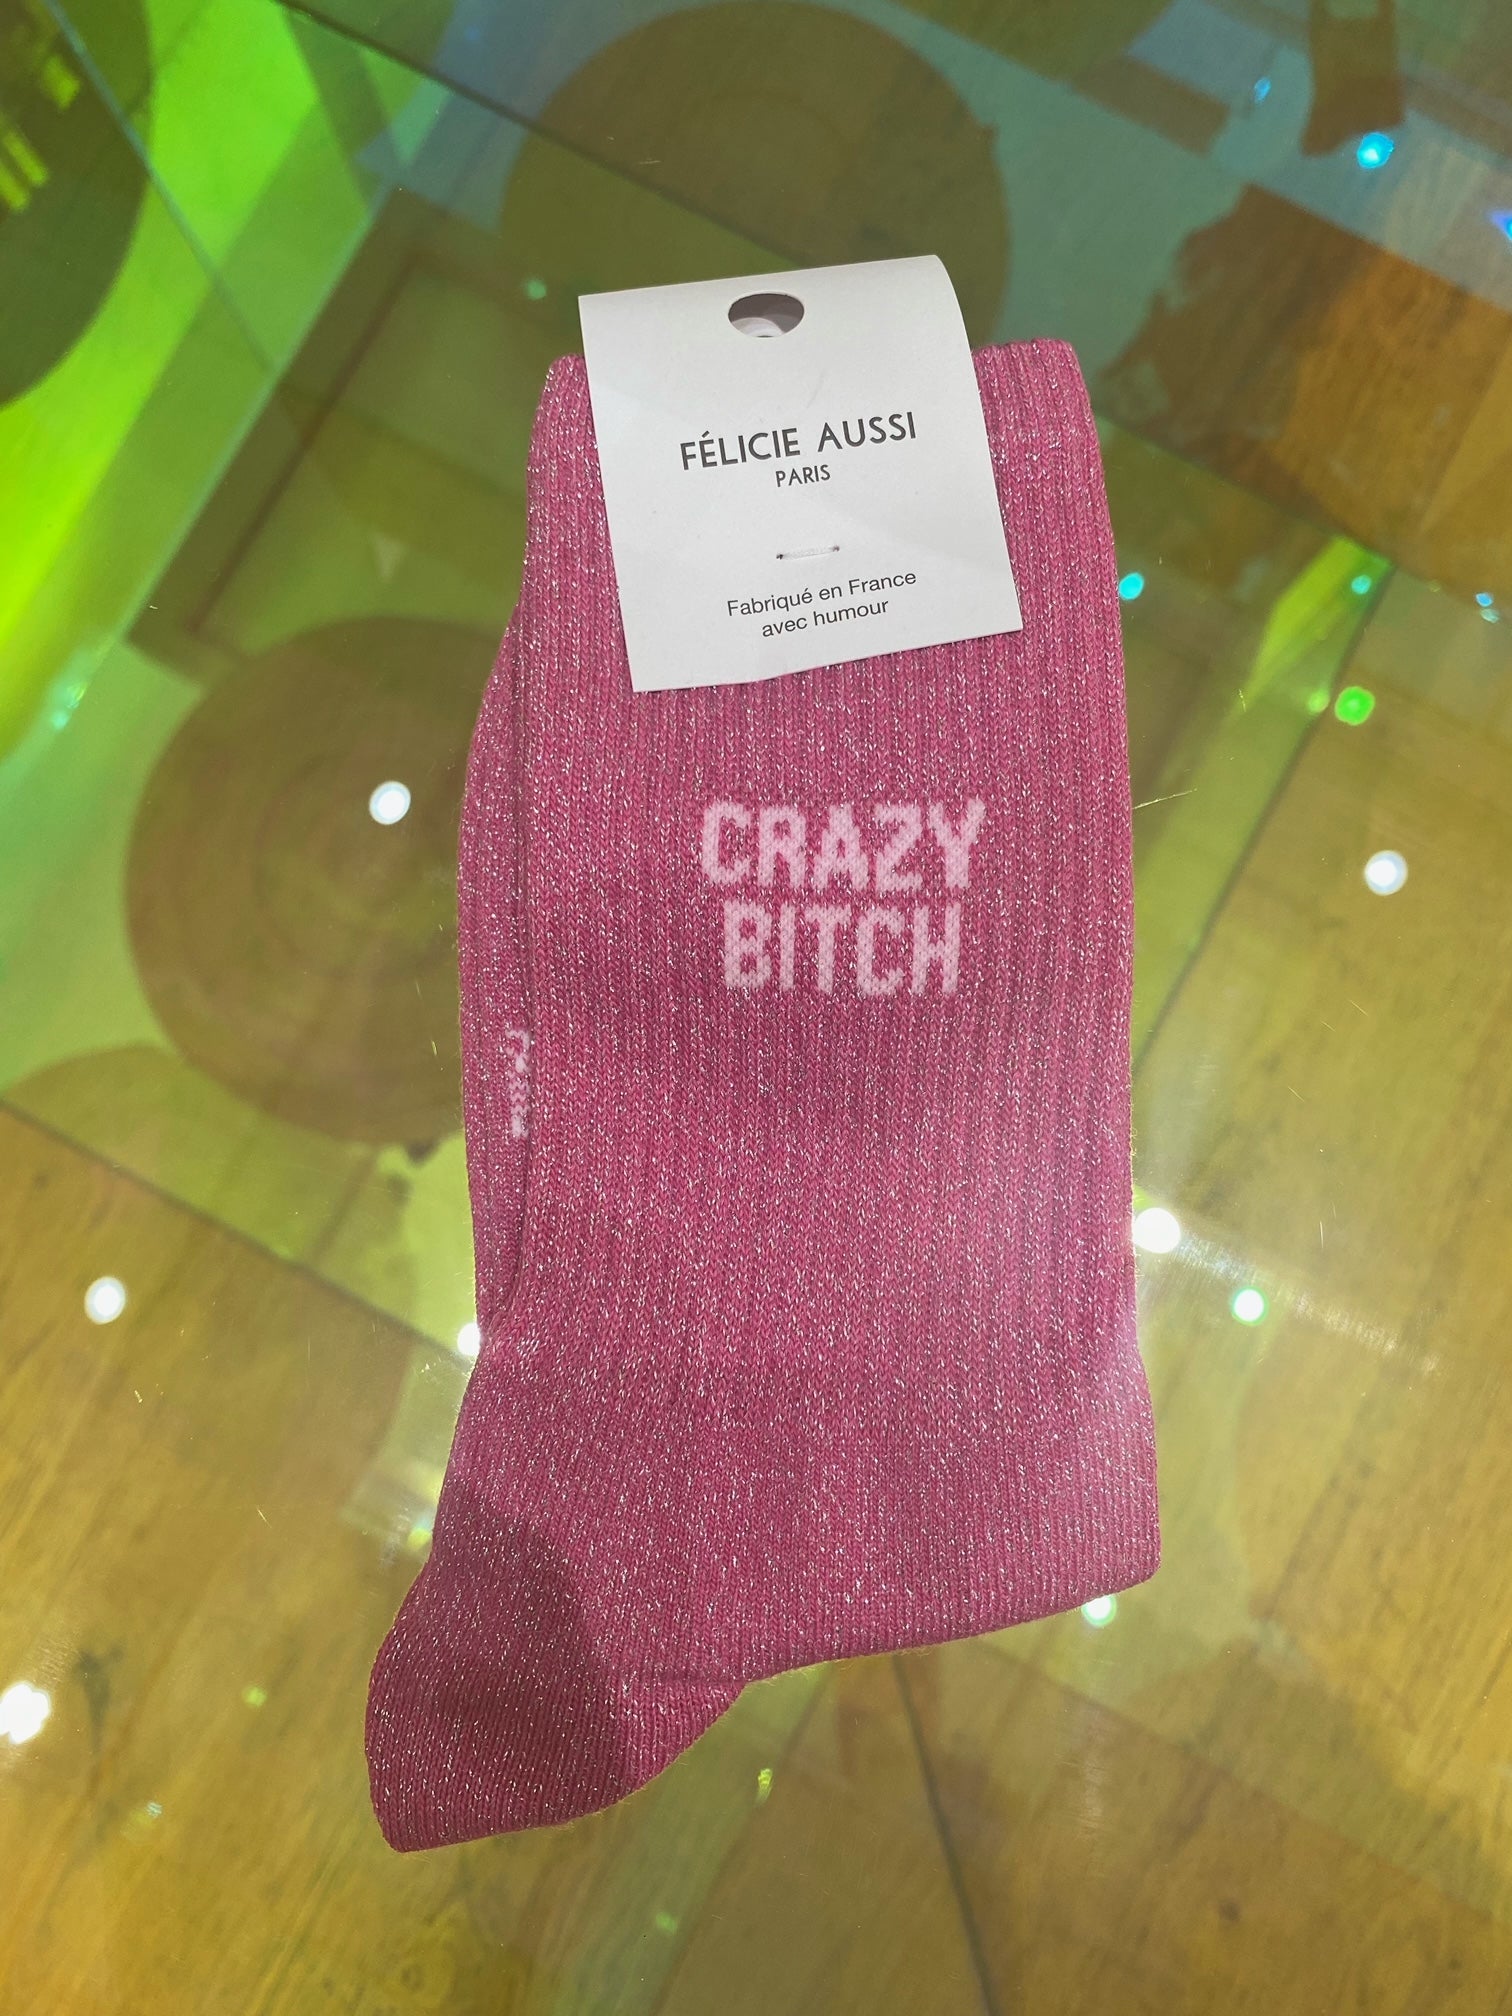 FÉLICIE AUSSI
PARIS
Fabriqué en France
avec humour
CRAZY
BITCH